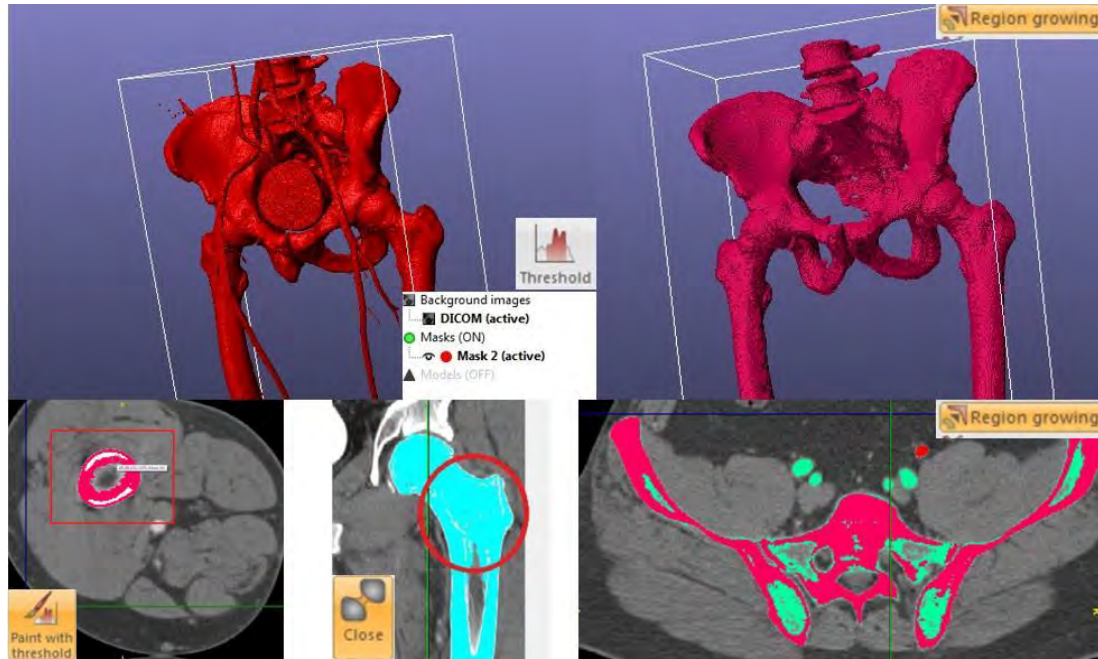 Region growing
Threshold
Background images
DICOM (active)
Masks (ON)
Mask 2 (active)
Models (OFF)
Region growing
Paint with
threshold
Close